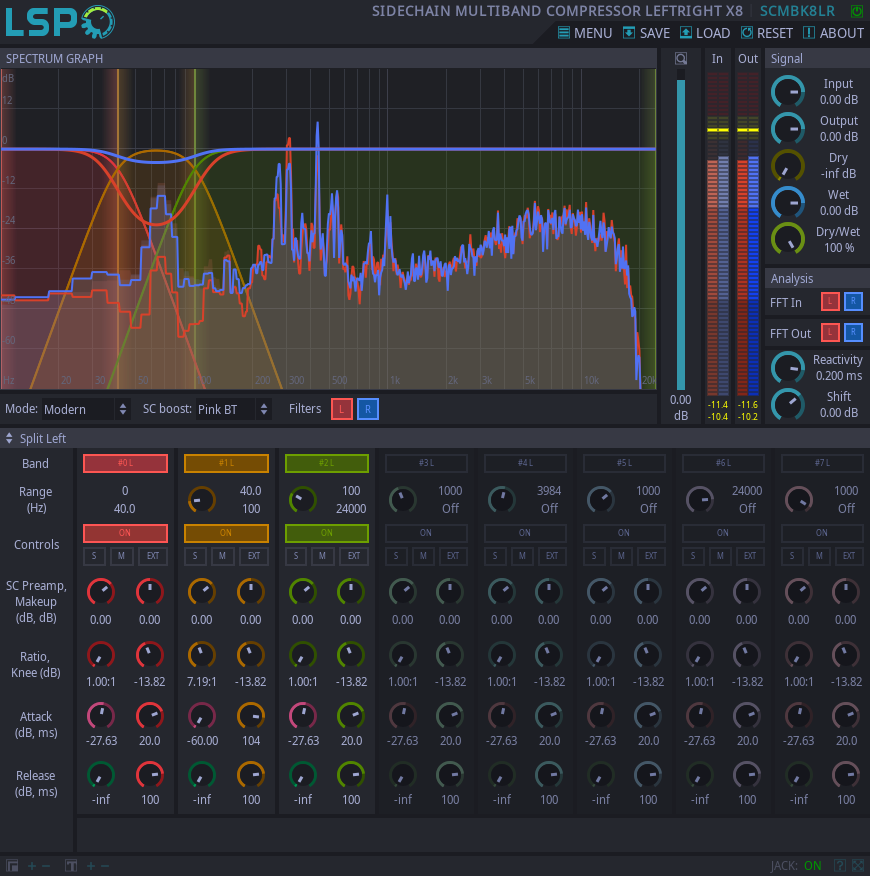 LSP SIDECHAIN MULTIBAND COMPRESSOR LEFTRIGHT X8 SCMBK8LR
MENU SAVE LOAD RESET ABOUT
SPECTRUM GRAPH In Out Signal
dB
12
0
-12
-24
-36
-60
Hz 20 30 50 100 200 300 500 1k 2k 3k 5k 10k 20k
0.00
dB
-11.4 -11.6
-10.4 -10.2
Input
0.00 dB
Output
0.00 dB
Dry
-inf dB
Wet
0.00 dB
Dry/Wet
100 %
Analysis
FFT In L R
FFT Out L R
Reactivity
0.200 ms
Shift
0.00 dB
Mode: Modern SC boost: Pink BT Filters L R
Split Left
Band #0 L #1 L #2 L #3 L #4 L #5 L #6 L #7 L
Range
(Hz)
0 40.0 100 1000 3984 1000 24000 1000
40.0 100 24000 Off Off Off Off Off
Controls
ON ON ON ON ON ON ON ON
S M EXT S M EXT S M EXT S M EXT S M EXT S M EXT S M EXT S M EXT
SC Preamp,
Makeup
(dB, dB)
0.00 0.00 0.00 0.00 0.00 0.00 0.00 0.00 0.00 0.00 0.00 0.00 0.00 0.00 0.00 0.00
Ratio,
Knee (dB)
1.00:1 -13.82 7.19:1 -13.82 1.00:1 -13.82 1.00:1 -13.82 1.00:1 -13.82 1.00:1 -13.82 1.00:1 -13.82 1.00:1 -13.82
Attack
(dB, ms)
-27.63 20.0 -60.00 104 -27.63 20.0 -27.63 20.0 -27.63 20.0 -27.63 20.0 -27.63 20.0 -27.63 20.0
Release
(dB, ms)
-inf 100 -inf 100 -inf 100 -inf 100 -inf 100 -inf 100 -inf 100 -inf 100
JACK: ON